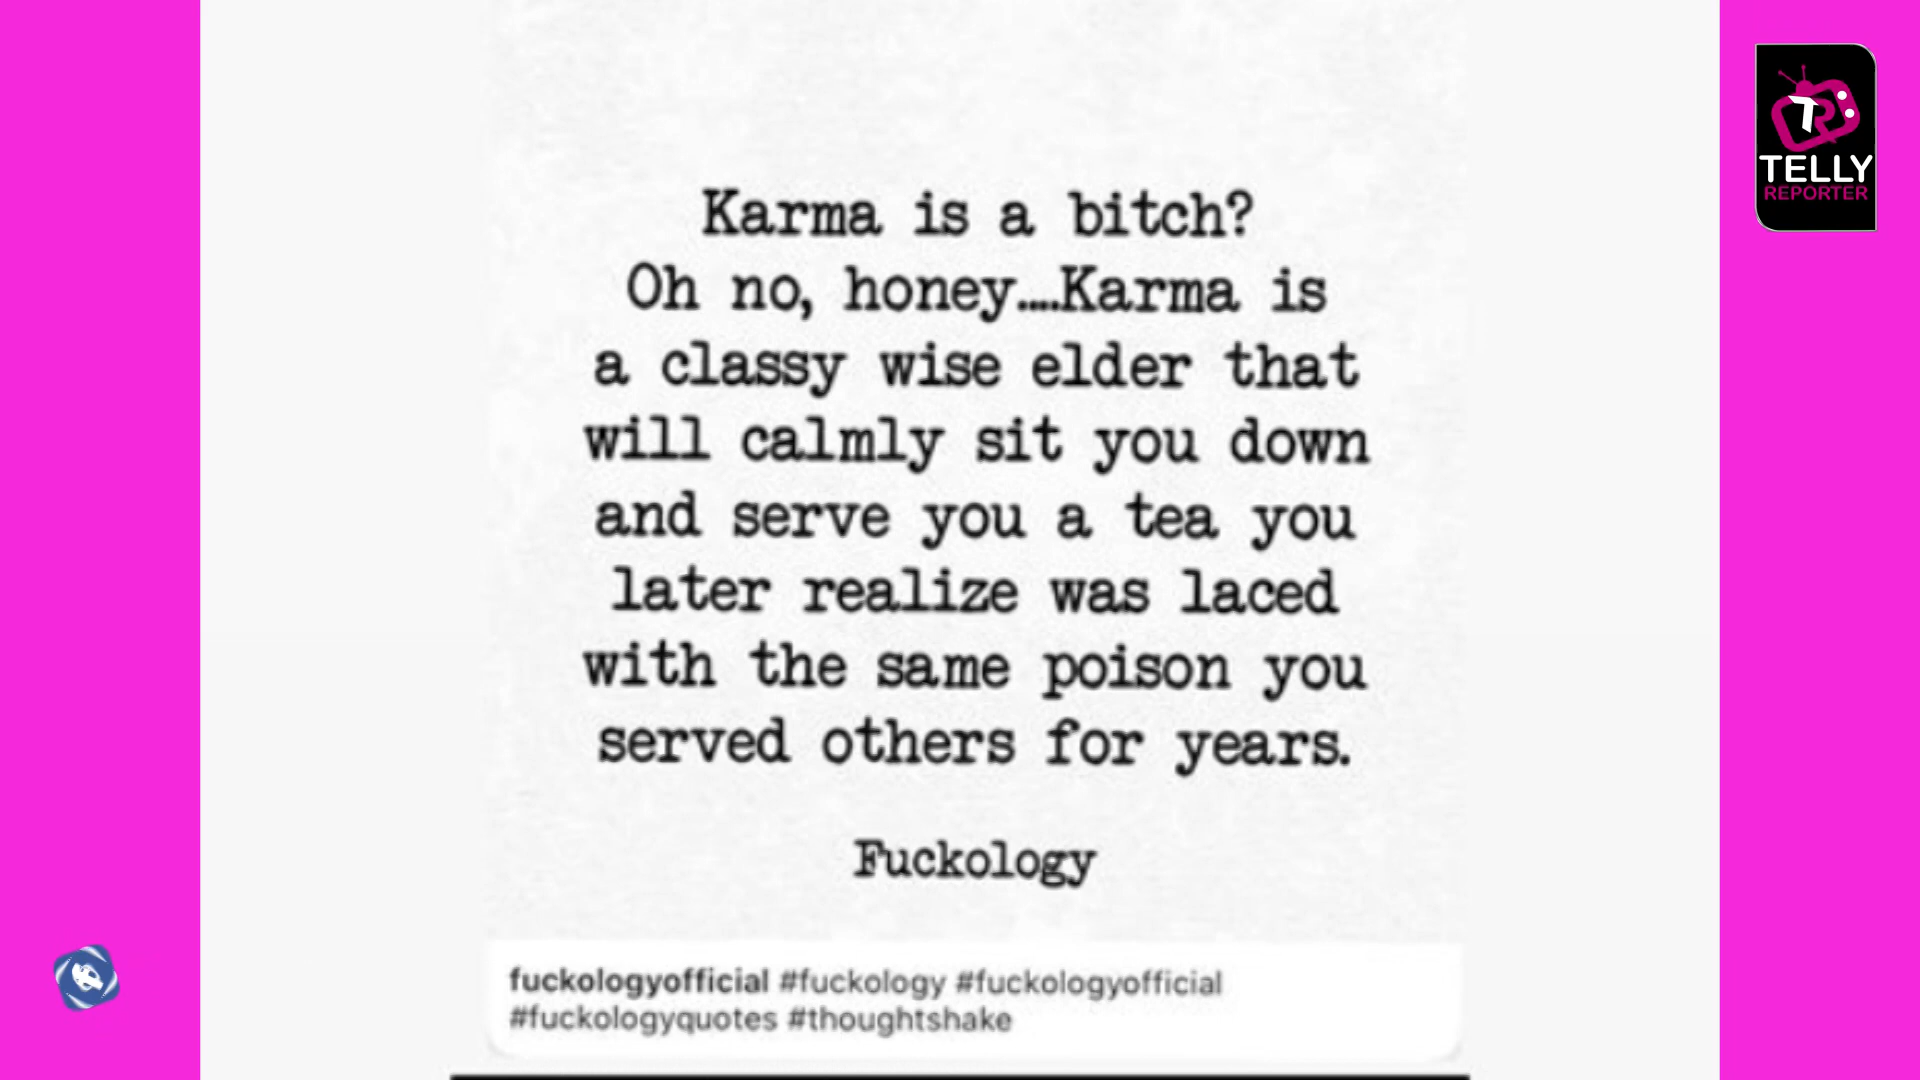 Karma is a bitch?
Oh no, honey....Karma is
a classy wise elder that
will calmly sit you down
and serve you a tea you
later realize was laced
with the same poison you
served others for years.
Fuckology
fuckologyofficial #fuckology #fuckologyofficial
#fuckologyquotes #thoughtshake
TR
TELLY
REPORTER